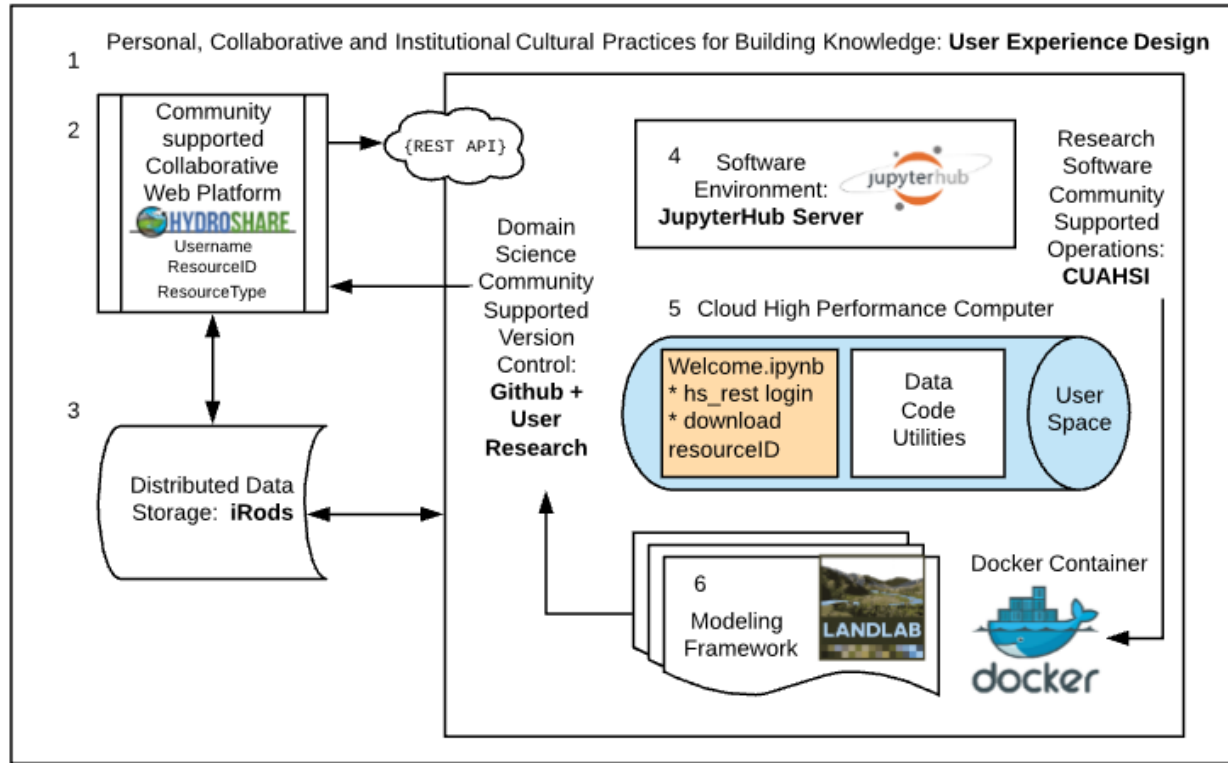 Personal, Collaborative and Institutional Cultural Practices for Building Knowledge: User Experience Design
1
2
Community
supported
Collaborative
Web Platform
HYDROSHARE
Username
ResourceID
ResourceType
{REST API}
3
Distributed Data
Storage: iRods
Domain
Science
Community
Supported
Version
Control:
Github +
User
Research
4
Software
Environment:
JupyterHub Server
jupyterhub
Research
Software
Community
Supported
Operations:
CUAHSI
5 Cloud High Performance Computer
Welcome.ipynb
* hs_rest login
* download
resourceID
Data
Code
Utilities
User
Space
6
Modeling
Framework
LANDLAB
Docker Container
docker